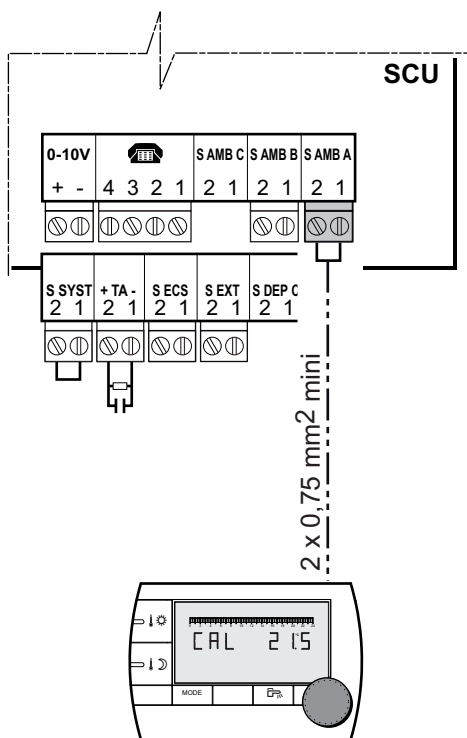 SCU
0-10V S AMB C S AMB B S AMB A
+ - 4 3 2 1 2 1 2 1 2 1
S SYST + TA - S ECS S EXT S DEP C
2 1 2 1 2 1 2 1 2 1
2 x 0,75 mm² mini
CAL 21.5
MODE